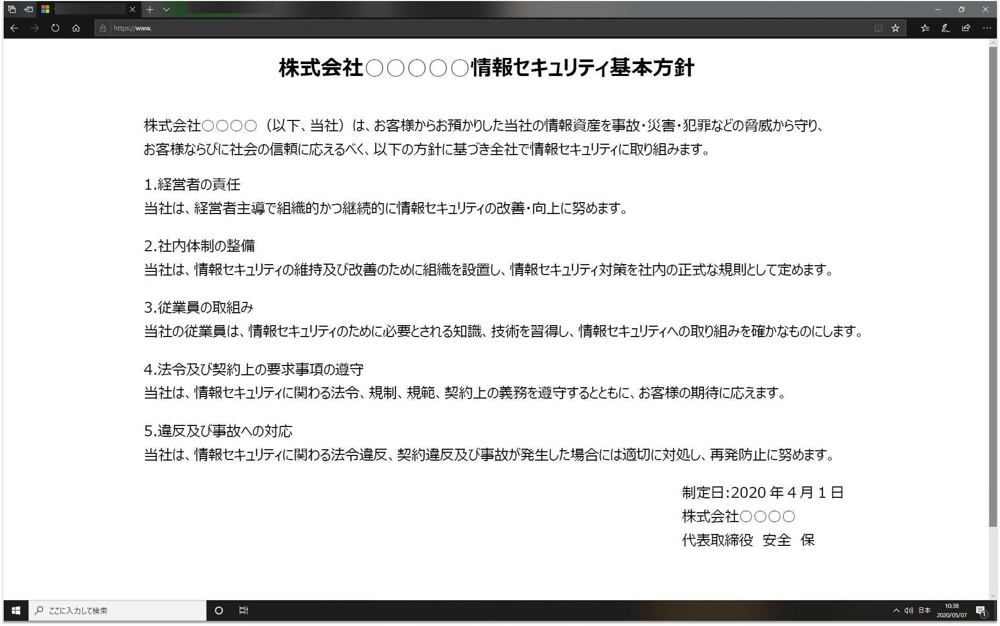 https://www.
株式会社○○○○○情報セキュリティ基本方針
株式会社○○○○（以下、当社）は、お客様からお預かりした当社の情報資産を事故・災害・犯罪などの脅威から守り、
お客様ならびに社会の信頼に応えるべく、以下の方針に基づき全社で情報セキュリティに取り組みます。
1.経営者の責任
当社は、経営者主導で組織的かつ継続的に情報セキュリティの改善・向上に努めます。
2.社内体制の整備
当社は、情報セキュリティの維持及び改善のために組織を設置し、情報セキュリティ対策を社内の正式な規則として定めます。
3.従業員の取組み
当社の従業員は、情報セキュリティのために必要とされる知識、技術を習得し、情報セキュリティへの取り組みを確かなものにします。
4.法令及び契約上の要求事項の遵守
当社は、情報セキュリティに関わる法令、規制、規範、契約上の義務を遵守するとともに、お客様の期待に応えます。
5.違反及び事故への対応
当社は、情報セキュリティに関わる法令違反、契約違反及び事故が発生した場合には適切に対処し、再発防止に努めます。
制定日:2020 年 4 月 1 日
株式会社○○○○
代表取締役　安全　保
ここに入力して検索
日本
10:38
2020/05/07
1